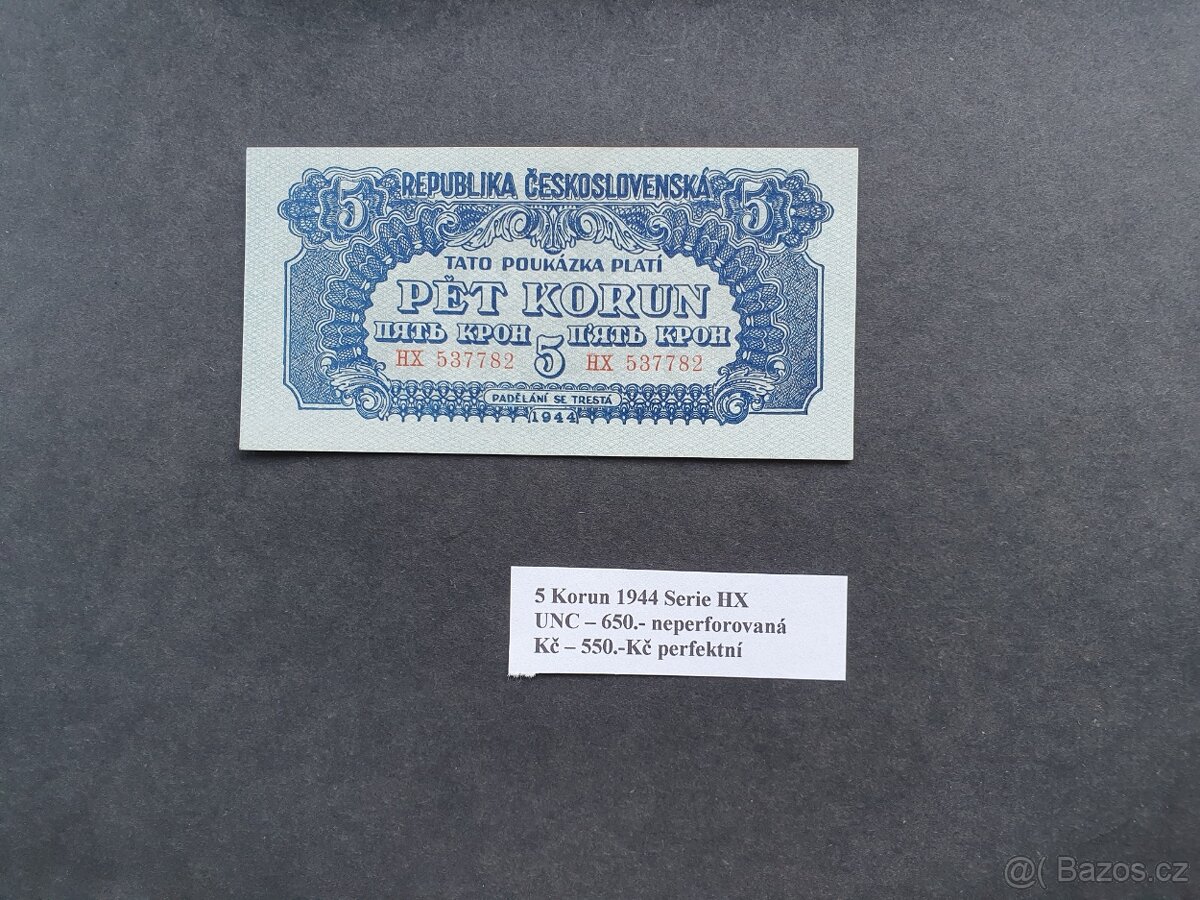 5 REPUBLIKA ČESKOSLOVENSKÁ 5
TATO POUKÁZKA PLATÍ
PĚT KORUN
ПЯТЬ КРОН 5 П'ЯТЬ КРОН
HX 537782 HX 537782
PADĚLÁNÍ SE TRESTÁ
1944
5 Korun 1944 Serie HX
UNC – 650.- neperforovaná
Kč – 550.-Kč perfektní
@( Bazos.cz